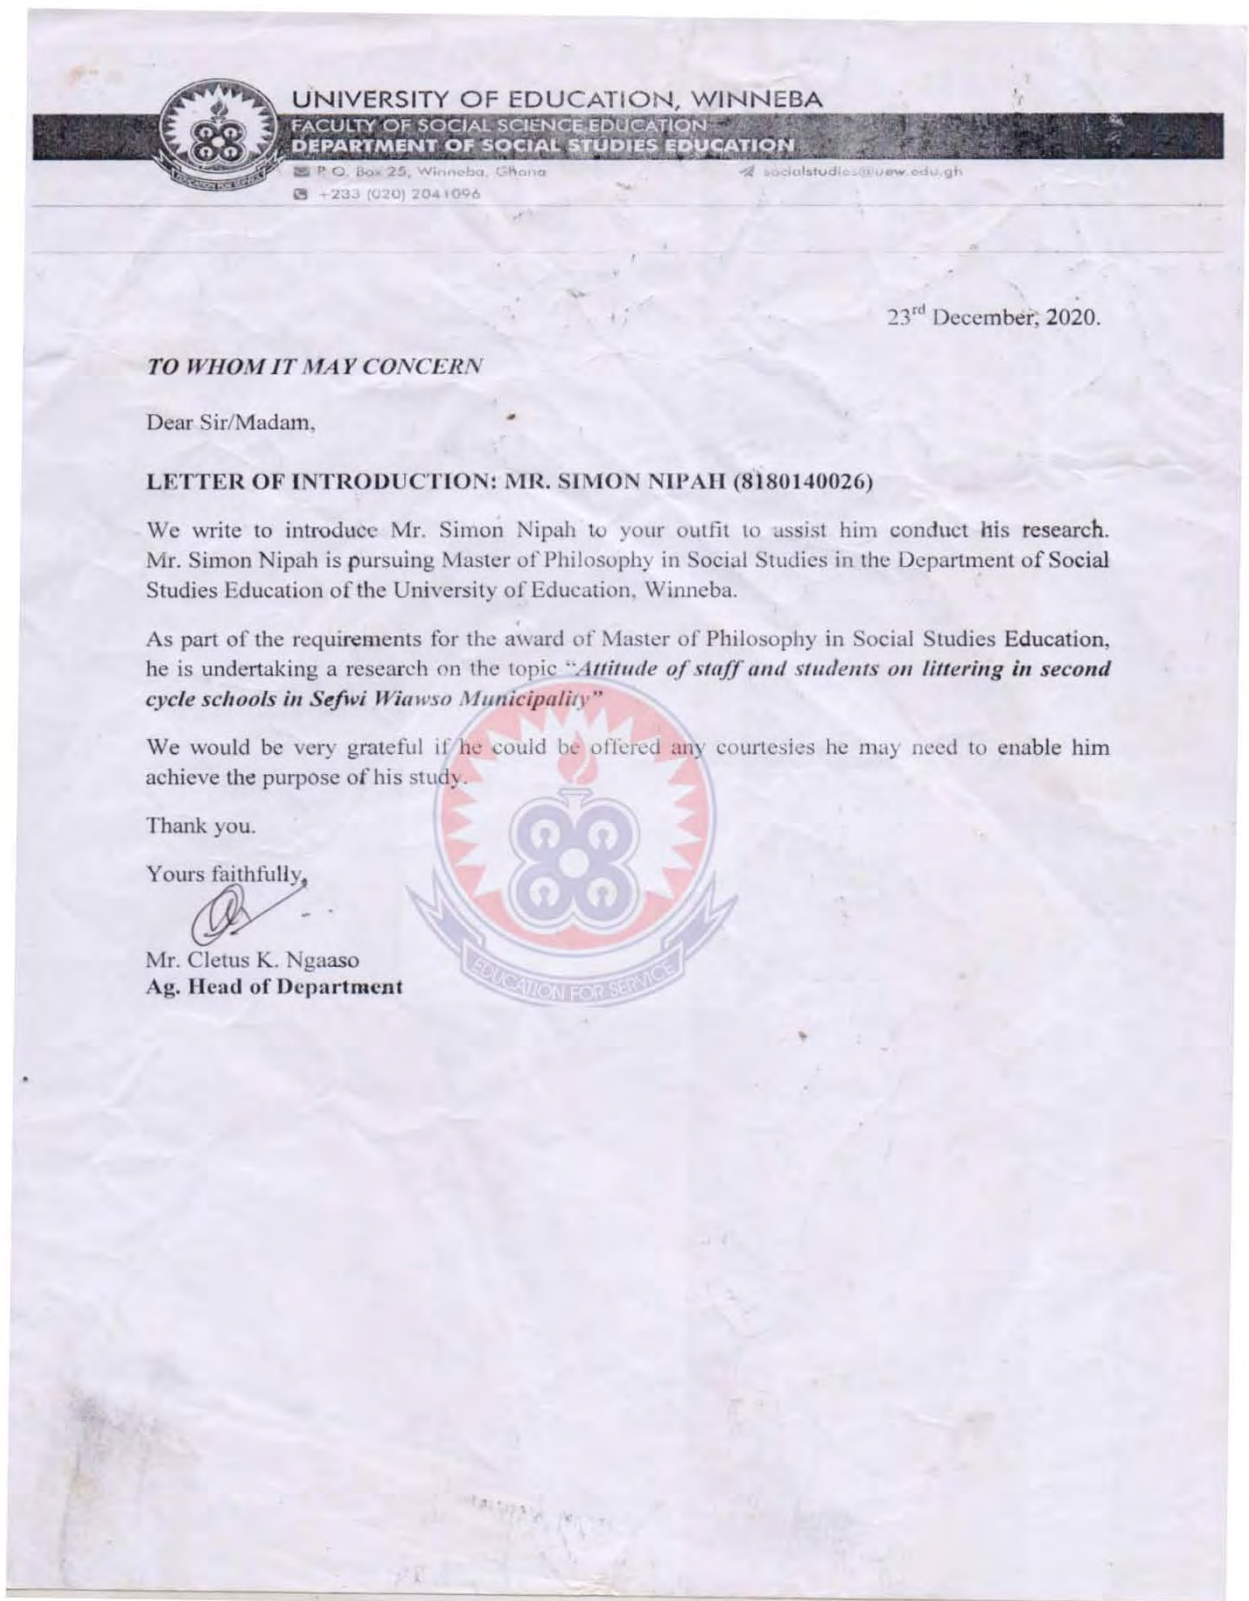 UNIVERSITY OF EDUCATION, WINNEBA
FACULTY OF SOCIAL SCIENCE EDUCATION
DEPARTMENT OF SOCIAL STUDIES EDUCATION
P. O. Box 25, Winneba, Ghana
socialstudies@uew.edu.gh
+233 (020) 2041096
EDUCATION FOR SERVICE
23rd December, 2020.
TO WHOM IT MAY CONCERN
Dear Sir/Madam,
LETTER OF INTRODUCTION: MR. SIMON NIPAH (8180140026)
We write to introduce Mr. Simon Nipah to your outfit to assist him conduct his research.
Mr. Simon Nipah is pursuing Master of Philosophy in Social Studies in the Department of Social
Studies Education of the University of Education, Winneba.
As part of the requirements for the award of Master of Philosophy in Social Studies Education,
he is undertaking a research on the topic “Attitude of staff and students on littering in second
cycle schools in Sefwi Wiawso Municipality”
We would be very grateful if he could be offered any courtesies he may need to enable him
achieve the purpose of his study.
Thank you.
Yours faithfully,
Mr. Cletus K. Ngaaso
Ag. Head of Department
EDUCATION FOR SERVICE